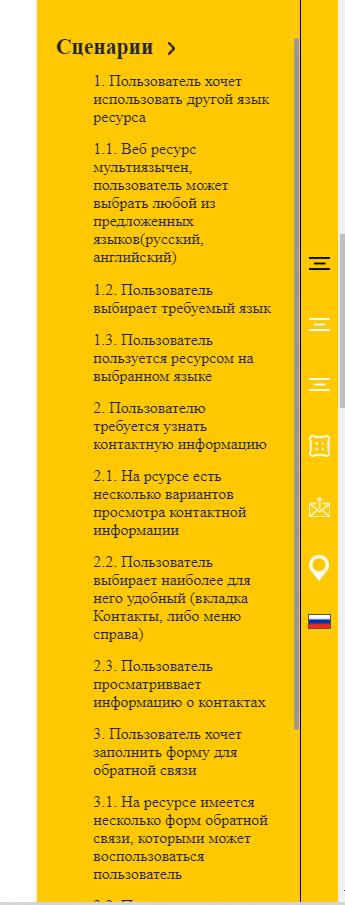 Сценарии
1. Пользователь хочет
использовать другой язык
ресурса
1.1. Веб ресурс
мультиязычен,
пользователь может
выбрать любой из
предложенных
языков(русский,
английский)
1.2. Пользователь
выбирает требуемый язык
1.3. Пользователь
пользуется ресурсом на
выбранном языке
2. Пользователю
требуется узнать
контактную информацию
2.1. На рсурсе есть
несколько вариантов
просмотра контактной
информации
2.2. Пользователь
выбирает наиболее для
него удобный (вкладка
Контакты, либо меню
справа)
2.3. Пользователь
просматриввает
информацию о контактах
3. Пользователь хочет
заполнить форму для
обратной связи
3.1. На ресурсе имеется
несколько форм обратной
связи, которыми может
воспользоваться
пользователь